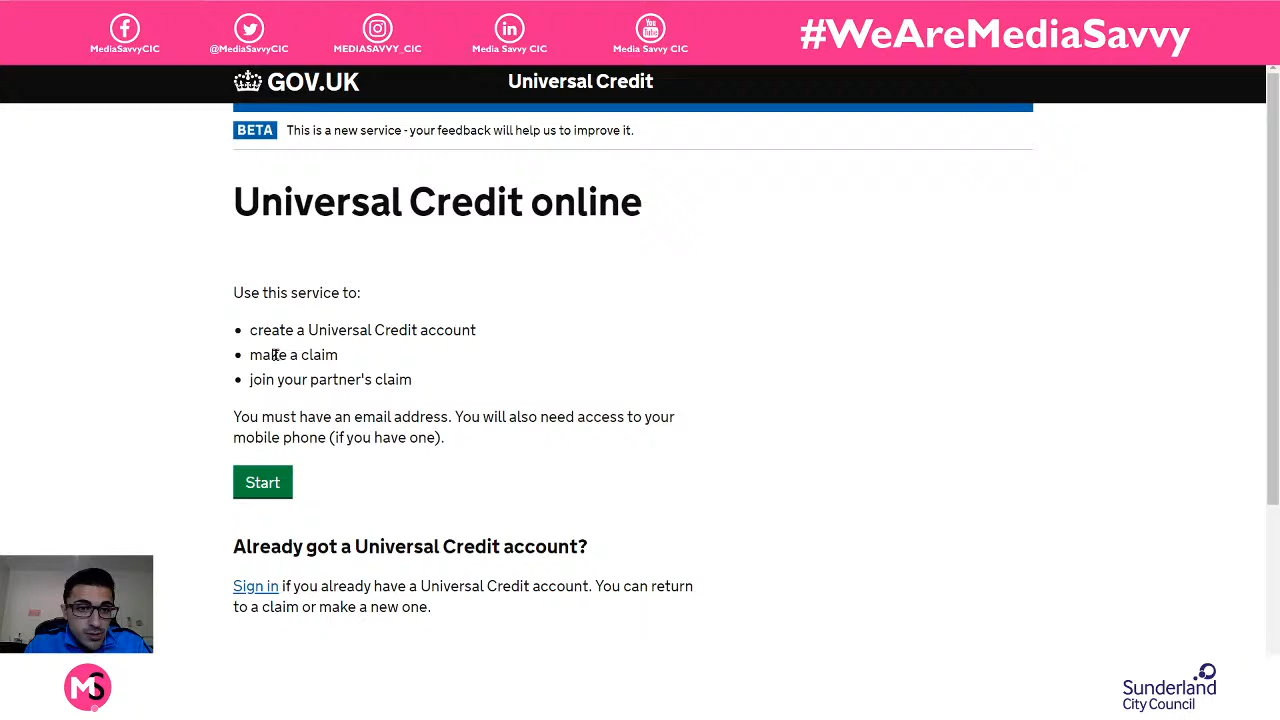 MediaSavvyCIC
@MediaSavvyCIC
MEDIASAVVY_CIC
Media Savvy CIC
You Tube
Media Savvy CIC
#WeAreMediaSavvy
GOV.UK
Universal Credit
BETA This is a new service - your feedback will help us to improve it.
Universal Credit online
Use this service to:
• create a Universal Credit account
• make a claim
• join your partner's claim
You must have an email address. You will also need access to your
mobile phone (if you have one).
Start
Already got a Universal Credit account?
Sign in if you already have a Universal Credit account. You can return
to a claim or make a new one.
MS
Sunderland
City Council